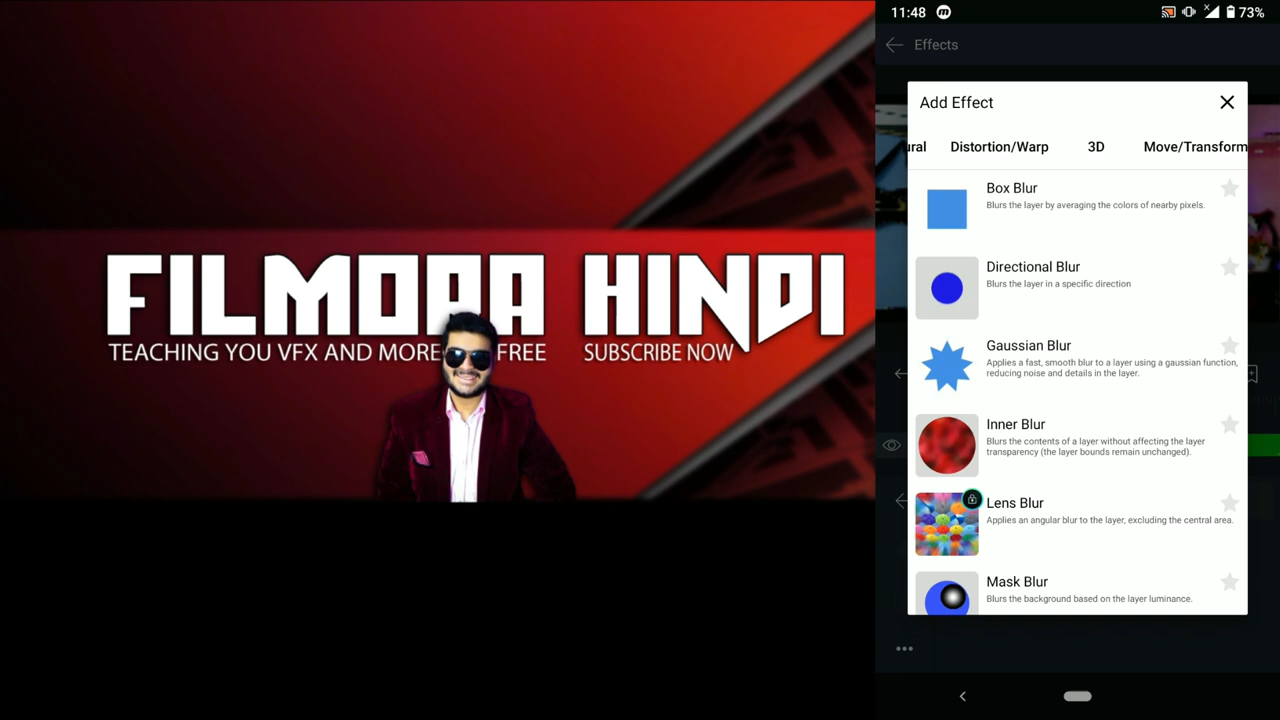 FILMORA HINDI
TEACHING YOU VFX AND MORE FREE SUBSCRIBE NOW
11:48
73%
Effects
Add Effect
ural Distortion/Warp 3D Move/Transform
Box Blur
Blurs the layer by averaging the colors of nearby pixels.
Directional Blur
Blurs the layer in a specific direction
Gaussian Blur
Applies a fast, smooth blur to a layer using a gaussian function,
reducing noise and details in the layer.
Inner Blur
Blurs the contents of a layer without affecting the layer
transparency (the layer bounds remain unchanged).
Lens Blur
Applies an angular blur to the layer, excluding the central area.
Mask Blur
Blurs the background based on the layer luminance.